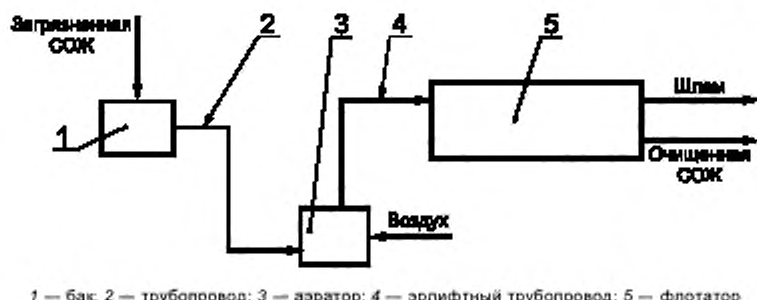 Загрязненная
СОЖ
2
3
4
5
1
Шлам
Очищенная
СОЖ
Воздух
1 — бак; 2 — трубопровод; 3 — аэратор; 4 — эрлифтный трубопровод; 5 — флотатор